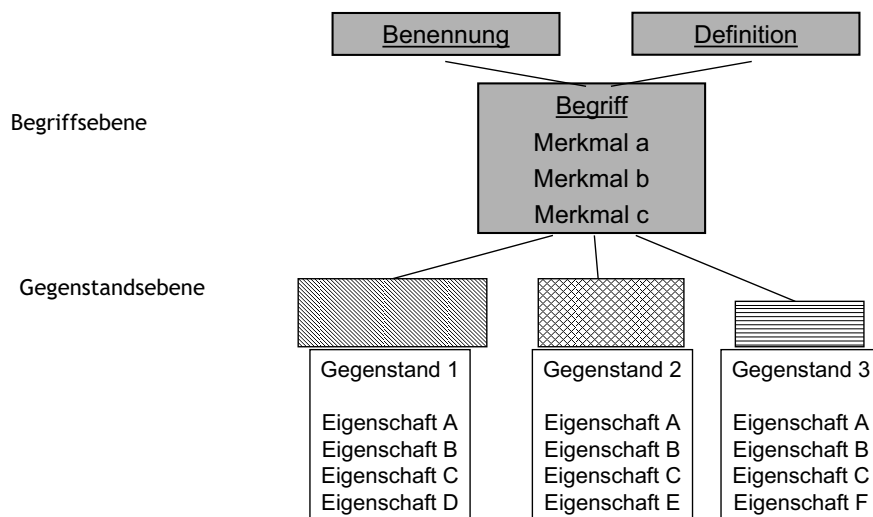 Benennung
Definition
Begriffsebene
Begriff
Merkmal a
Merkmal b
Merkmal c
Gegenstandsebene
Gegenstand 1
Eigenschaft A
Eigenschaft B
Eigenschaft C
Eigenschaft D
Gegenstand 2
Eigenschaft A
Eigenschaft B
Eigenschaft C
Eigenschaft E
Gegenstand 3
Eigenschaft A
Eigenschaft B
Eigenschaft C
Eigenschaft F